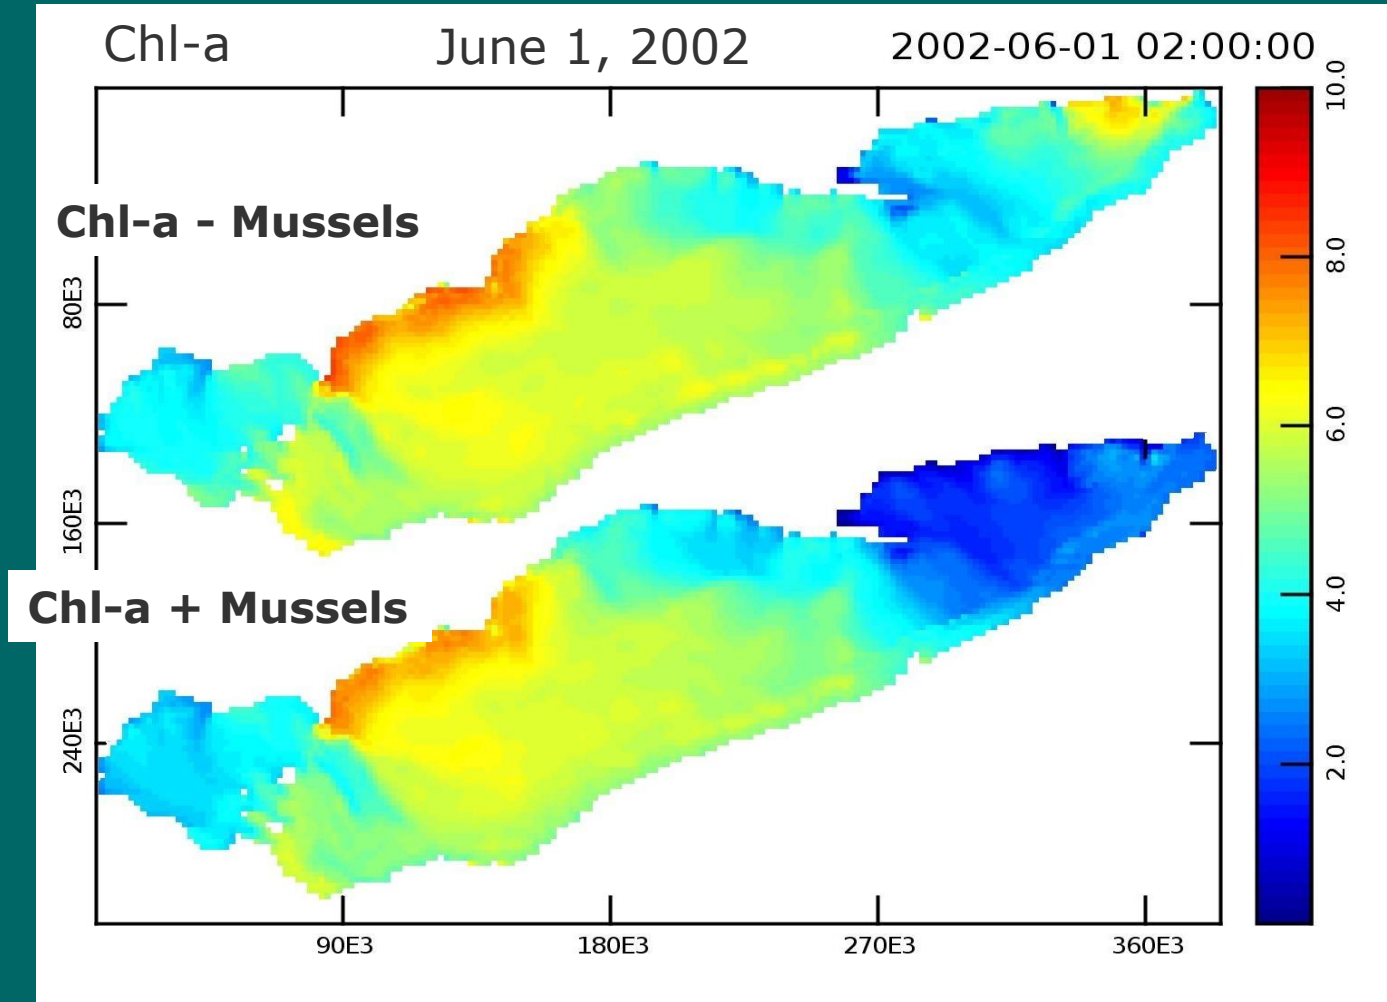 Chl-a
June 1, 2002
2002-06-01 02:00:00
Chl-a - Mussels
Chl-a + Mussels
80E3
160E3
240E3
90E3
180E3
270E3
360E3
10.0
8.0
6.0
4.0
2.0